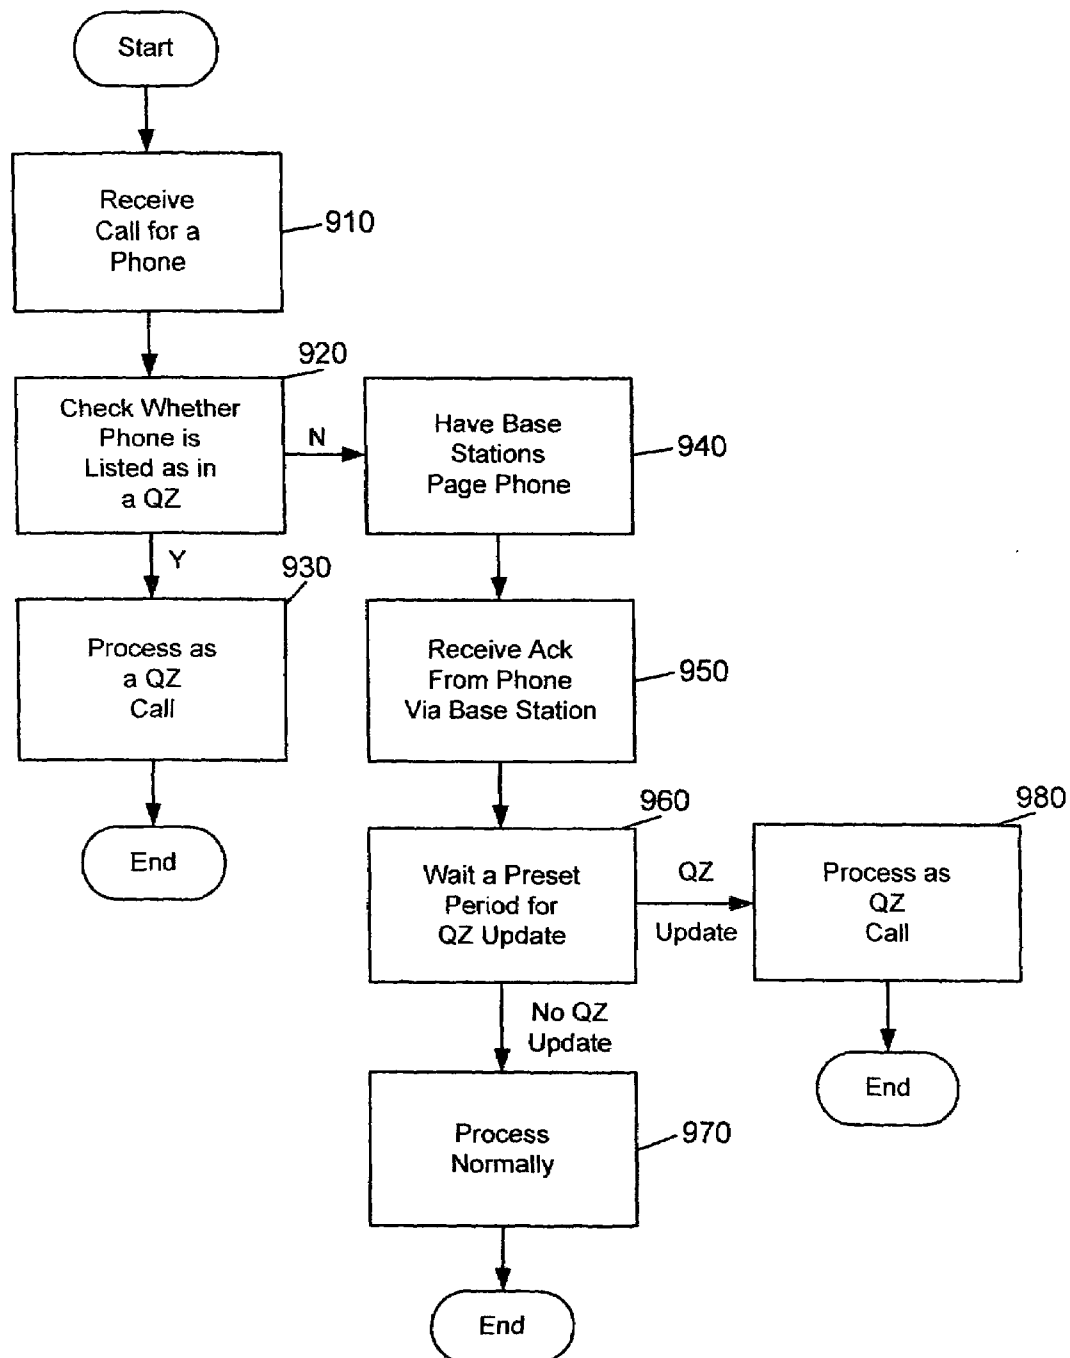 Start
Receive
Call for a
Phone
910
920
Check Whether
Phone is
Listed as in
a QZ
N
Have Base
Stations
Page Phone
940
Y
930
Process as
a QZ
Call
Receive Ack
From Phone
Via Base Station
950
End
960
Wait a Preset
Period for
QZ Update
QZ
Update
980
Process as
QZ
Call
No QZ
Update
End
Process
Normally
970
End